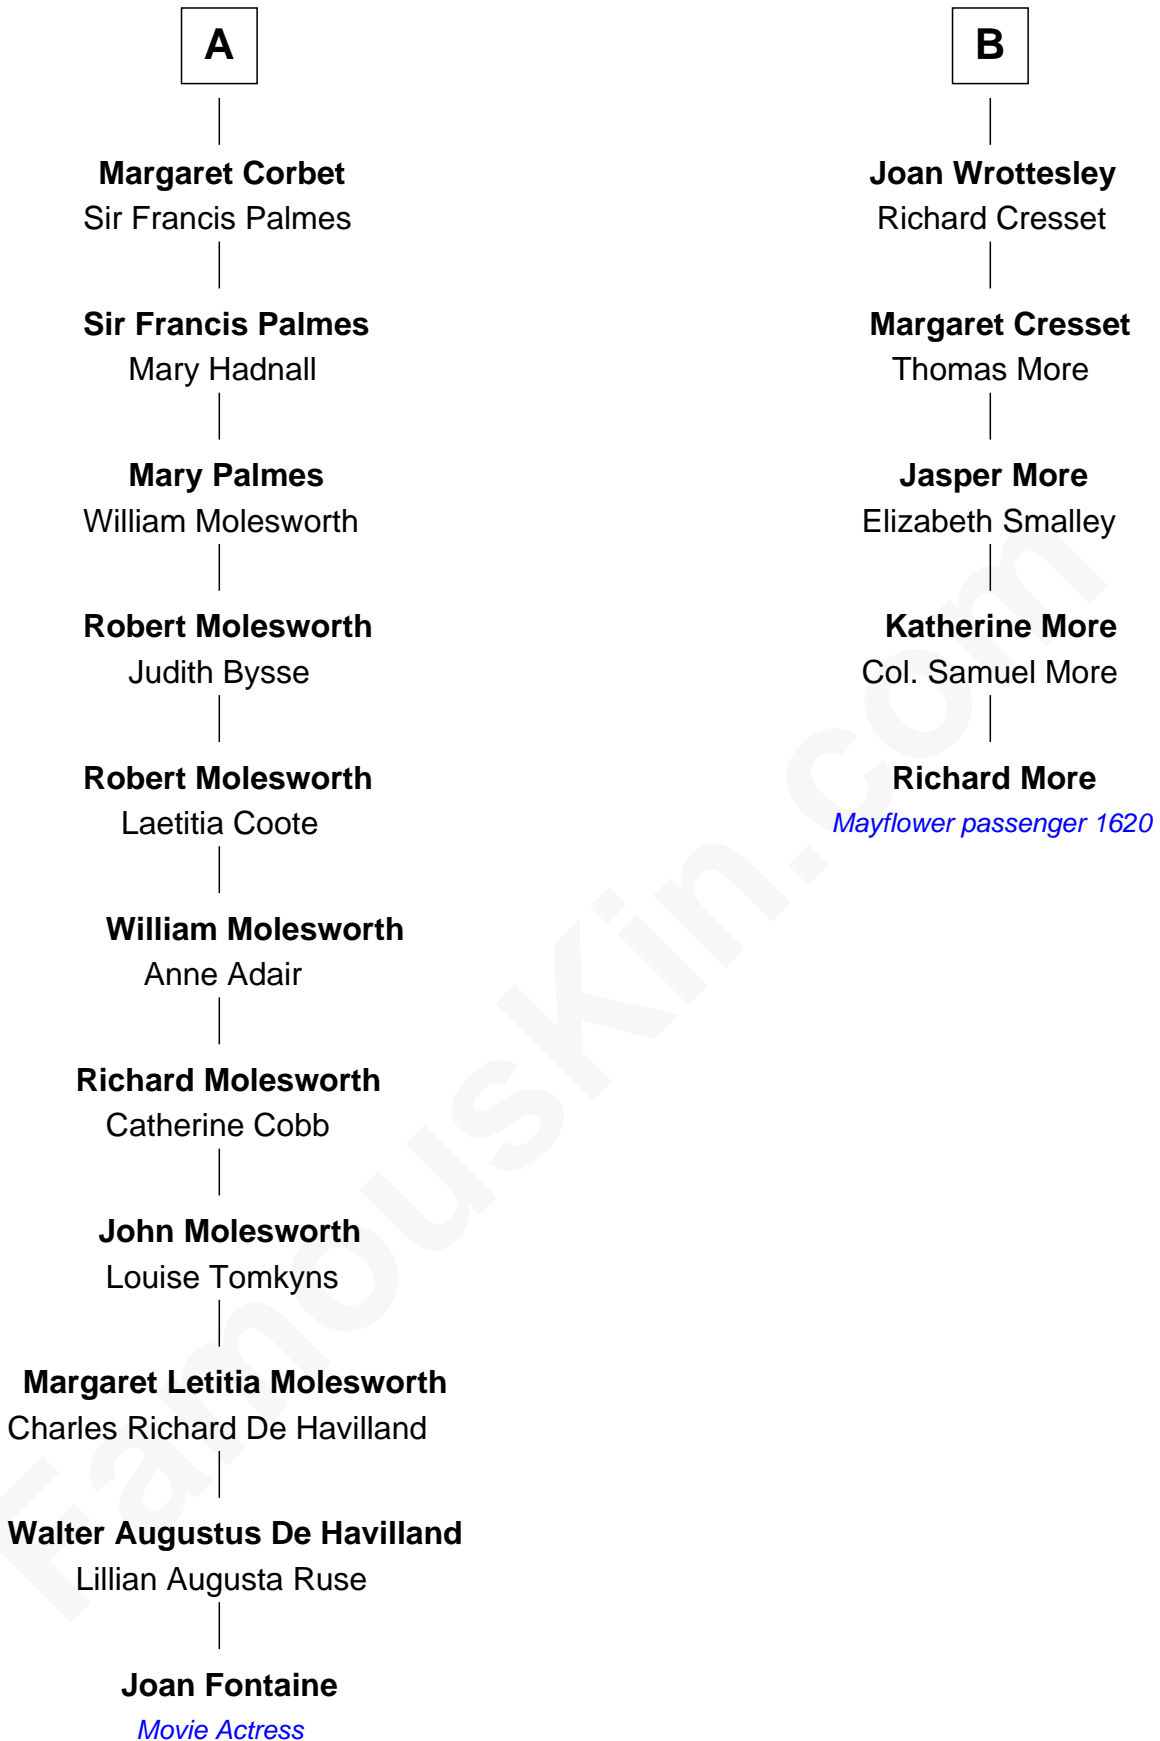 A
Margaret Corbet
Sir Francis Palmes
Sir Francis Palmes
Mary Hadnall
Mary Palmes
William Molesworth
Robert Molesworth
Judith Bysse
Robert Molesworth
Laetitia Coote
William Molesworth
Anne Adair
Richard Molesworth
Catherine Cobb
John Molesworth
Louise Tomkyns
Margaret Letitia Molesworth
Charles Richard De Havilland
Walter Augustus De Havilland
Lillian Augusta Ruse
Joan Fontaine
Movie Actress
B
Joan Wrottesley
Richard Cresset
Margaret Cresset
Thomas More
Jasper More
Elizabeth Smalley
Katherine More
Col. Samuel More
Richard More
Mayflower passenger 1620
FamousKin.com